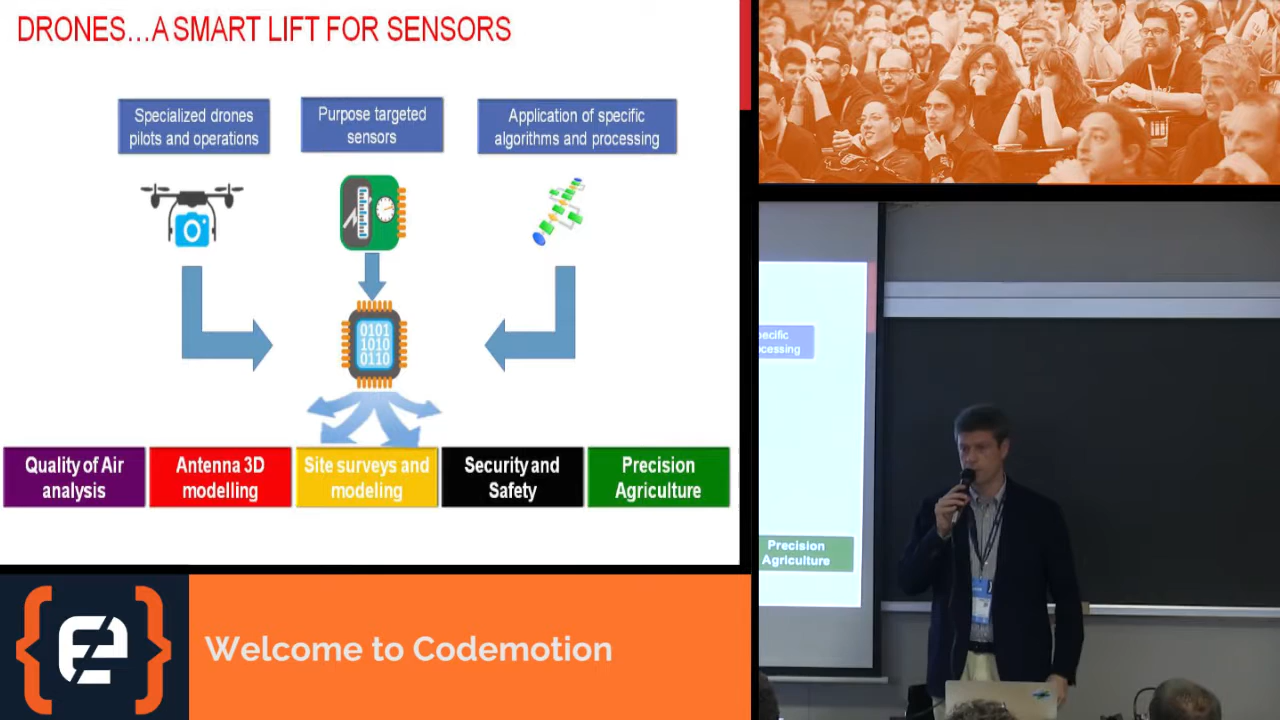 DRONES...A SMART LIFT FOR SENSORS
Specialized drones
pilots and operations
Purpose targeted
sensors
Application of specific
algorithms and processing
0101
1010
0110
Quality of Air
analysis
Antenna 3D
modelling
Site surveys and
modeling
Security and
Safety
Precision
Agriculture
Welcome to Codemotion
ecific
cessing
Precision
Agriculture